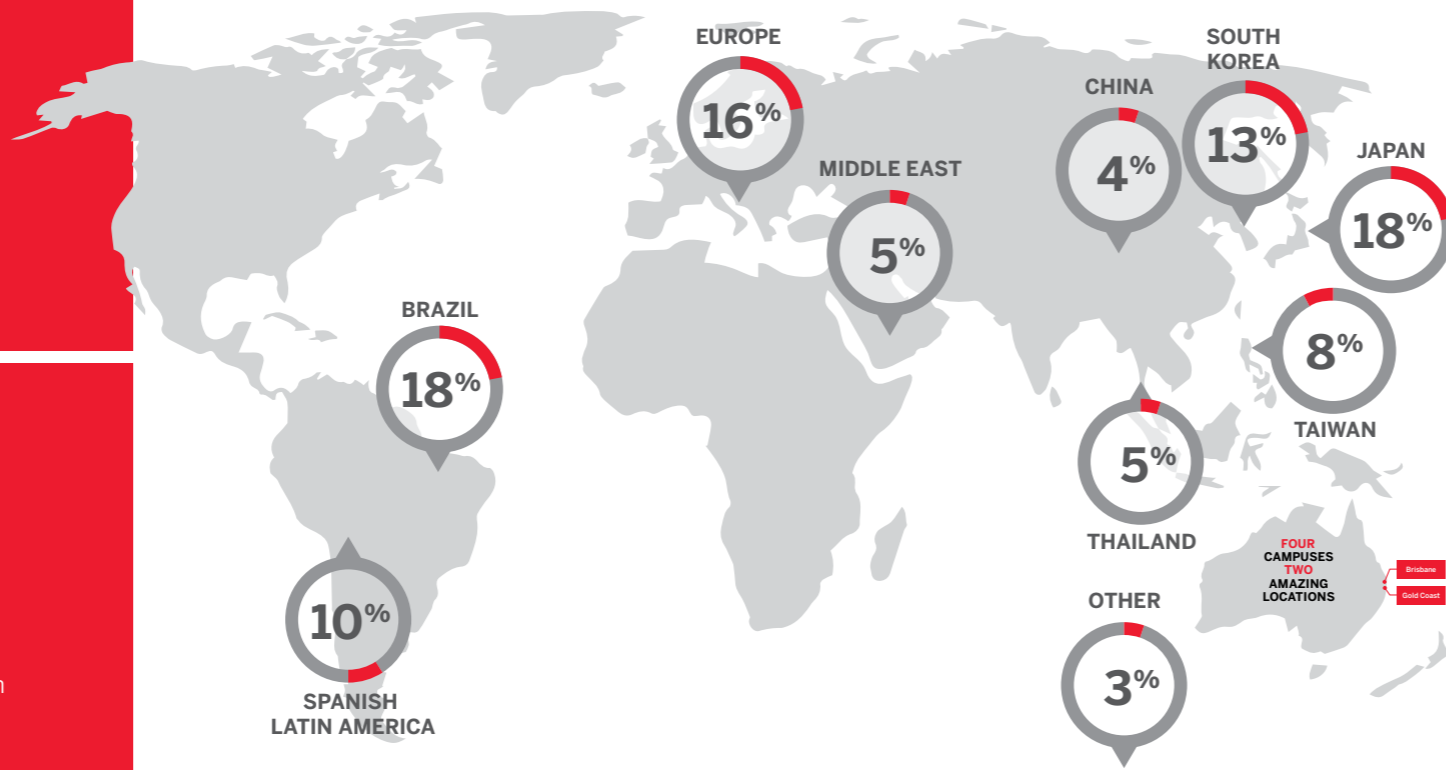 EUROPE
16%
SOUTH
KOREA
13%
CHINA
4%
JAPAN
18%
MIDDLE EAST
5%
BRAZIL
18%
8%
TAIWAN
5%
THAILAND
FOUR
CAMPUSES
TWO
AMAZING
LOCATIONS
Brisbane
Gold Coast
10%
SPANISH
LATIN AMERICA
OTHER
3%